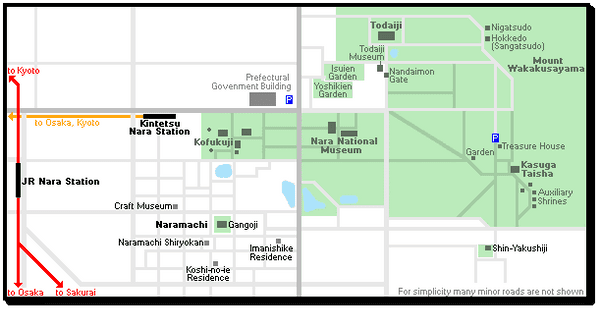 Todaiji
Nigatsudo
Hokkedo
(Sangatsudo)
Todaiji
Museum
Mount
Wakakusayama
to Kyoto
Isuien
Garden
Nandaimon
Gate
Prefectural
Govenment Building
Yoshikien
Garden
P
to Osaka, Kyoto
Kintetsu
Nara Station
Kofukuji
Nara National
Museum
P
Treasure House
Garden
Kasuga
Taisha
JR Nara Station
Auxiliary
Shrines
Craft Museum
Naramachi
Gangoji
Naramachi Shiryokan
Imanishike
Residence
Shin-Yakushiji
Koshi-no-ie
Residence
to Osaka
to Sakurai
For simplicity many minor roads are not shown